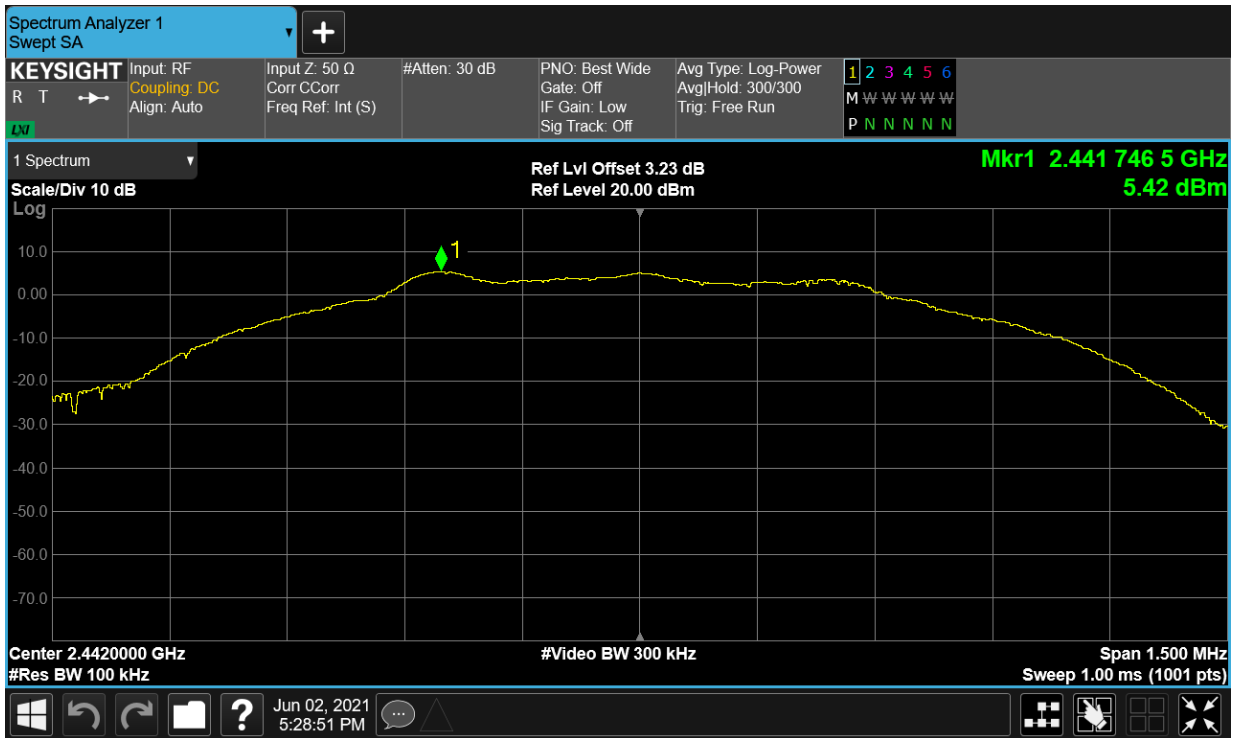 Spectrum Analyzer 1
Swept SA
KEYSIGHT
R T
LXI
Input: RF
Coupling: DC
Align: Auto
Input Z: 50 Ω
Corr CCorr
Freq Ref: Int (S)
#Atten: 30 dB
PNO: Best Wide
Gate: Off
IF Gain: Low
Sig Track: Off
Avg Type: Log-Power
Avg|Hold: 300/300
Trig: Free Run
1 2 3 4 5 6
M W W W W W
P N N N N N
1 Spectrum
Scale/Div 10 dB
Log
Ref Lvl Offset 3.23 dB
Ref Level 20.00 dBm
Mkr1 2.441 746 5 GHz
5.42 dBm
1
10.0
0.00
-10.0
-20.0
-30.0
-40.0
-50.0
-60.0
-70.0
Center 2.4420000 GHz
#Res BW 100 kHz
#Video BW 300 kHz
Span 1.500 MHz
Sweep 1.00 ms (1001 pts)
?
Jun 02, 2021
5:28:51 PM